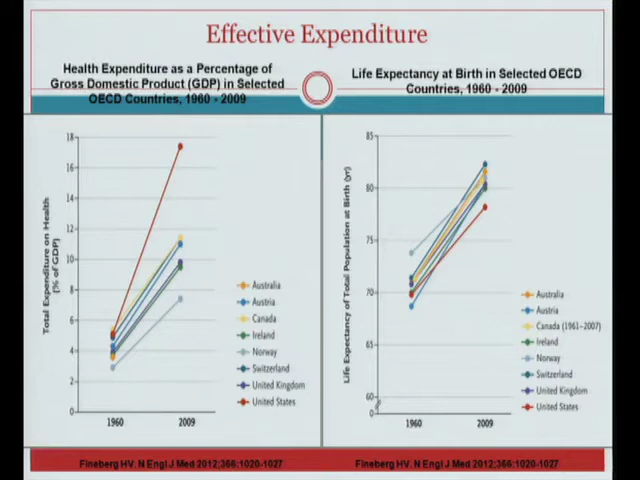 Effective Expenditure
Health Expenditure as a Percentage of
Gross Domestic Product (GDP) in Selected
OECD Countries, 1960 - 2009
Life Expectancy at Birth in Selected OECD
Countries, 1960 - 2009
Total Expenditure on Health
(% of GDP)
18
16
14
12
10
8
6
4
2
0
1960
2009
Australia
Austria
Canada
Ireland
Norway
Switzerland
United Kingdom
United States
Life Expectancy of Total Population at Birth (yr)
85
80
75
70
65
60
0
1960
2009
Australia
Austria
Canada (1961–2007)
Ireland
Norway
Switzerland
United Kingdom
United States
Fineberg HV. N Engl J Med 2012;366:1020-1027
Fineberg HV. N Engl J Med 2012;366:1020-1027